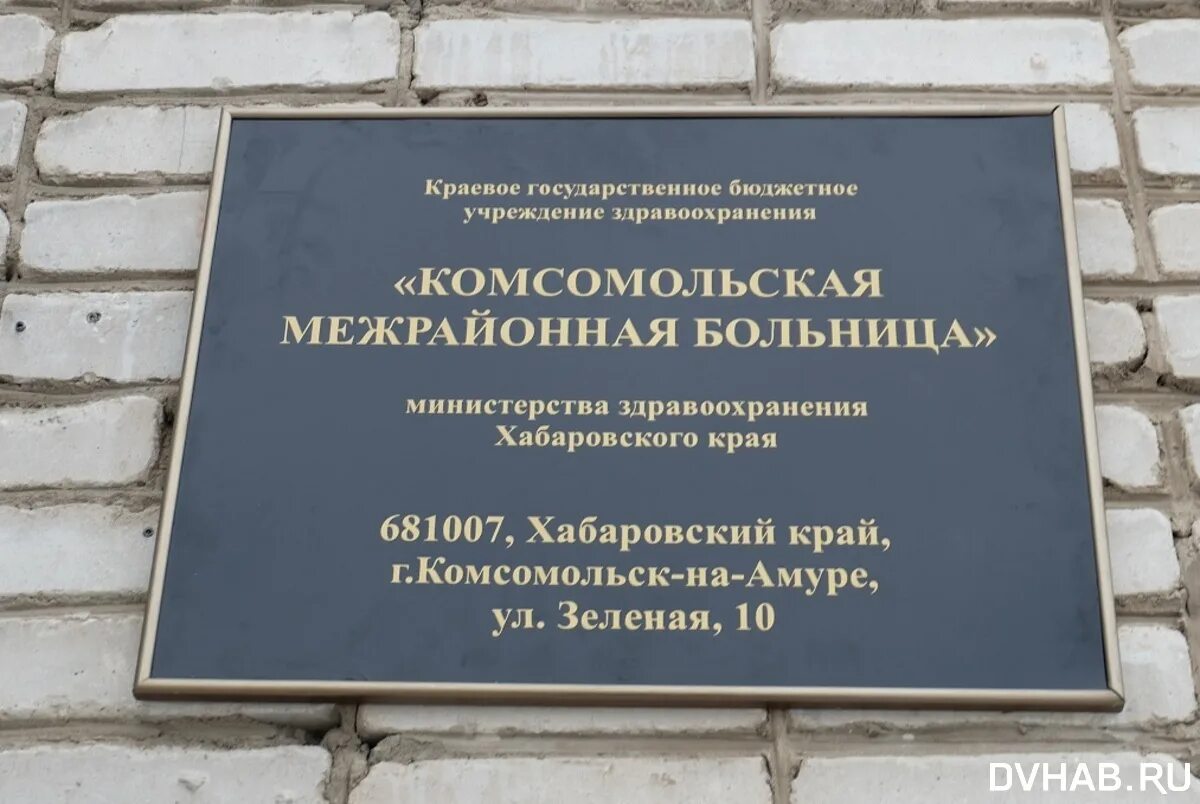 Краевое государственное бюджетное
учреждение здравоохранения
«КОМСОМОЛЬСКАЯ
МЕЖРАЙОННАЯ БОЛЬНИЦА»
министерства здравоохранения
Хабаровского края
681007, Хабаровский край,
г.Комсомольск-на-Амуре,
ул. Зеленая, 10
DVHAB.RU